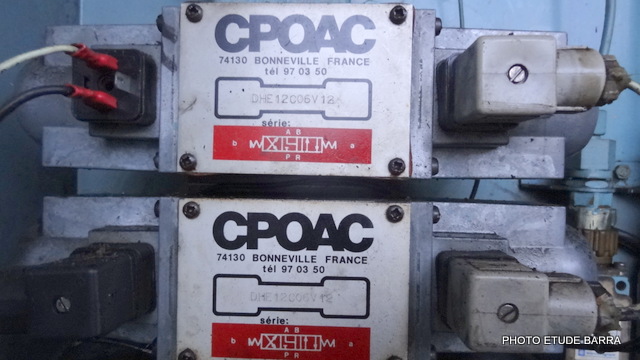 CPOAC
74130 BONNEVILLE FRANCE
tél 97 03 50
DHE12C06V12
série:
A B
b a
P R
CPOAC
74130 BONNEVILLE FRANCE
tél 97 03 50
DHE12C06V12
série:
A B
b a
P R
PHOTO ETUDE BARRA